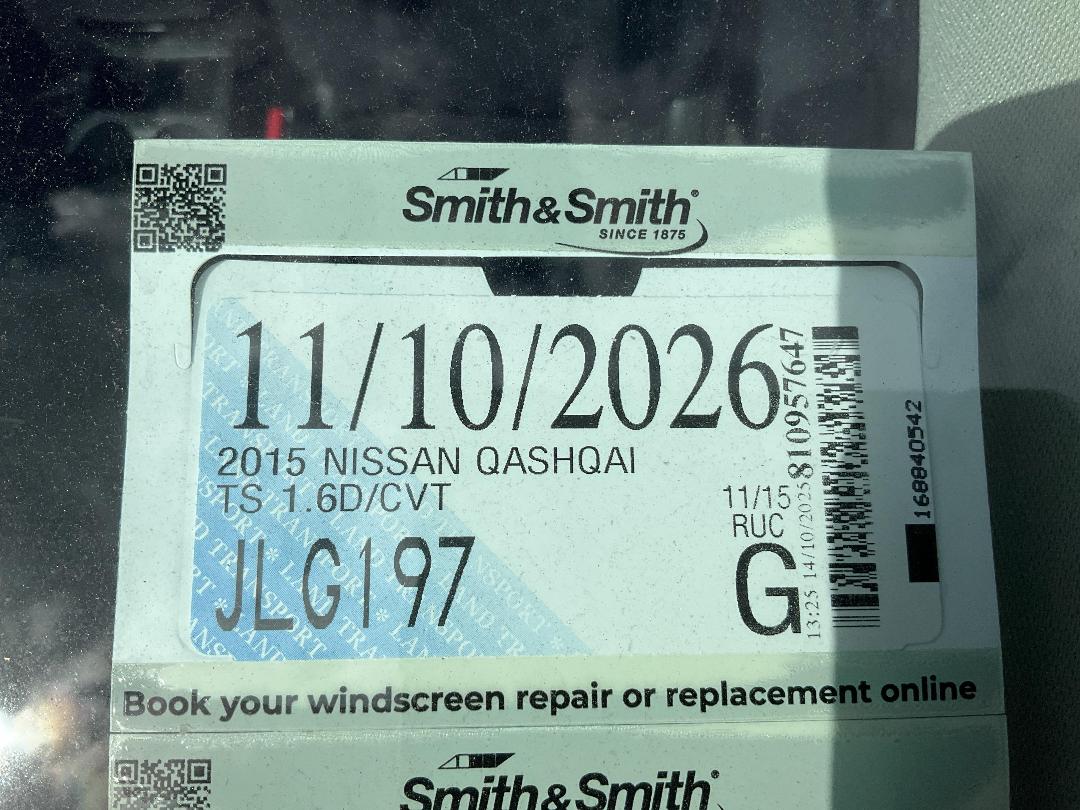 Smith&Smith®
SINCE 1875
11/10/2026
2015 NISSAN QASHQAI
TS 1.6D/CVT
11/15
RUC
JLG197
G
810957647
13:25 14/10/2025
168840542
Book your windscreen repair or replacement online
Smith&Smith®